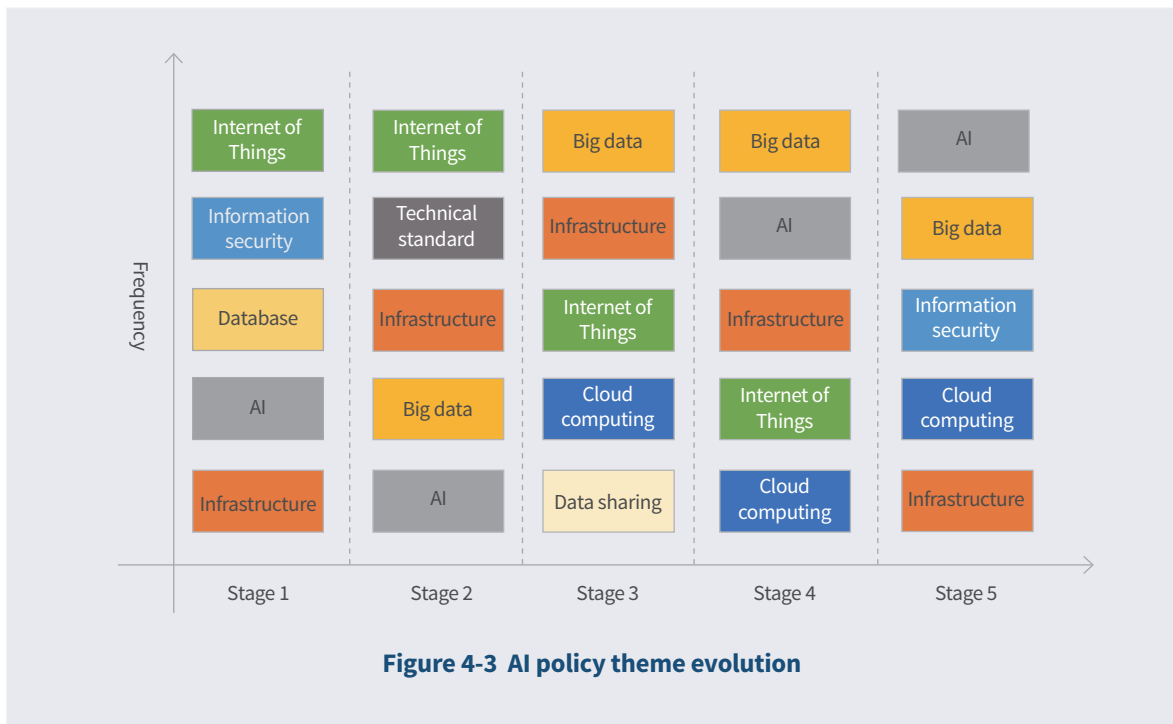 Frequency
Internet of
Things
Information
security
Database
AI
Infrastructure
Internet of
Things
Technical
standard
Infrastructure
Big data
AI
Big data
Infrastructure
Internet of
Things
Cloud
computing
Data sharing
Big data
AI
Infrastructure
Internet of
Things
Cloud
computing
AI
Big data
Information
security
Cloud
computing
Infrastructure
Stage 1
Stage 2
Stage 3
Stage 4
Stage 5
Figure 4-3 AI policy theme evolution